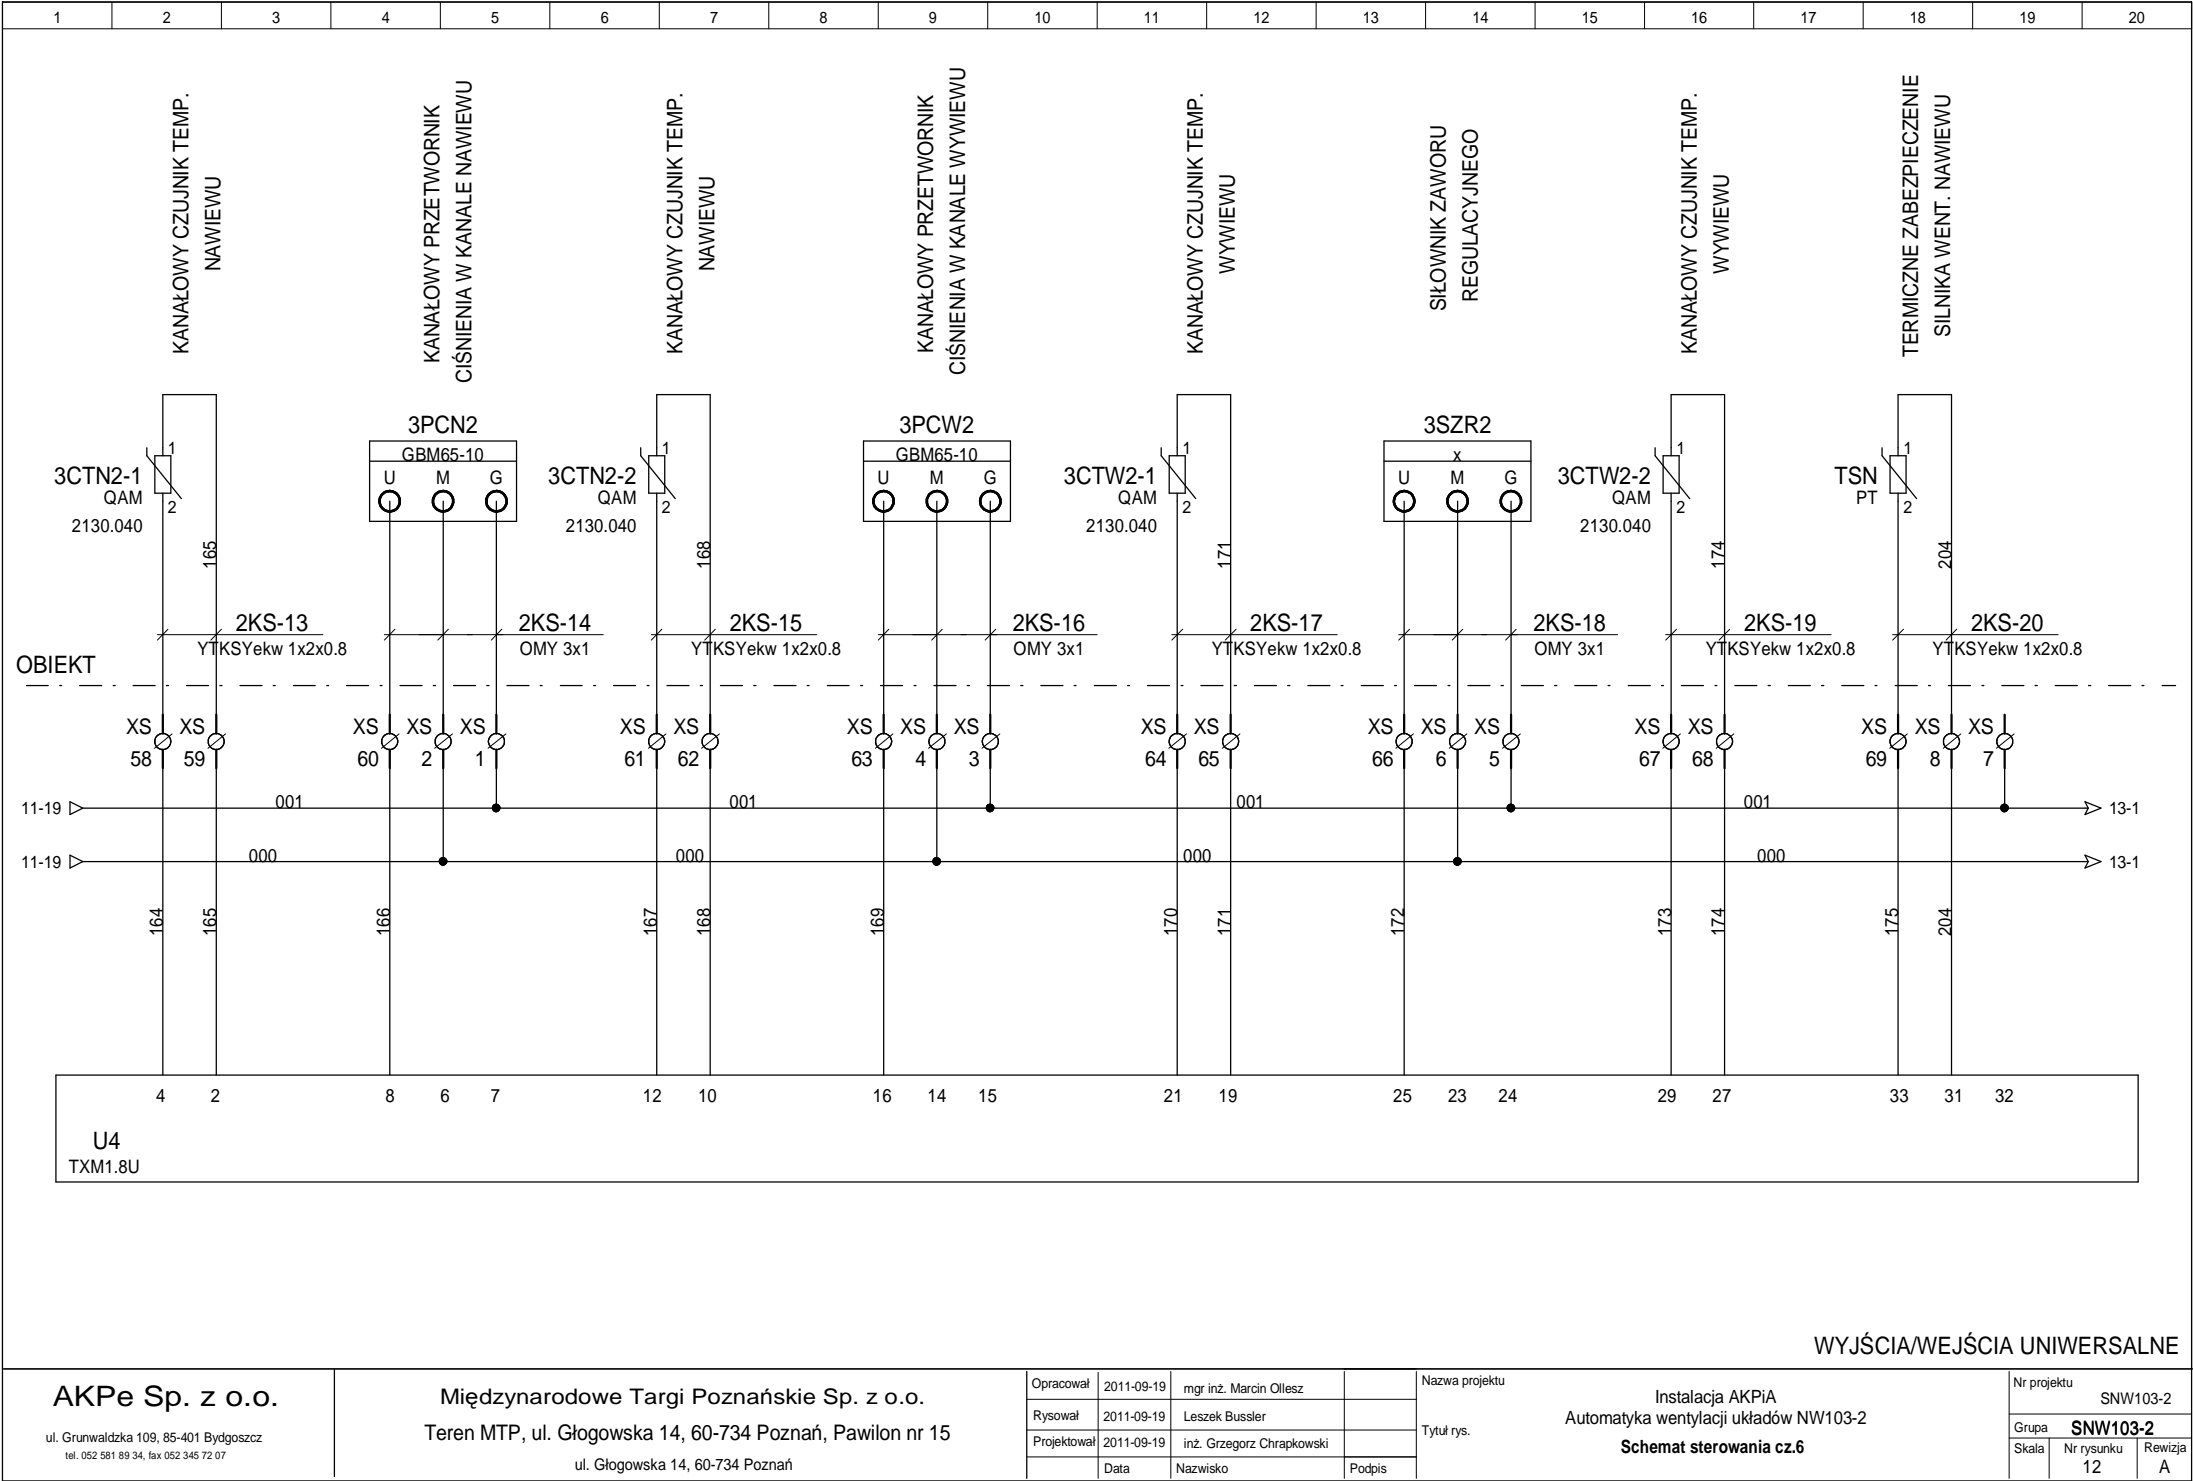 1 2 3 4 5 6 7 8 9 10 11 12 13 14 15 16 17 18 19 20
KANAŁOWY CZUJNIK TEMP.
NAWIEWU
KANAŁOWY PRZETWORNIK
CIŚNIENIA W KANALE NAWIEWU
KANAŁOWY CZUJNIK TEMP.
NAWIEWU
KANAŁOWY PRZETWORNIK
CIŚNIENIA W KANALE WYWIEWU
KANAŁOWY CZUJNIK TEMP.
WYWIEWU
SIŁOWNIK ZAWORU
REGULACYJNEGO
KANAŁOWY CZUJNIK TEMP.
WYWIEWU
TERMICZNE ZABEZPIECZENIE
SILNIKA WENT. NAWIEWU
3CTN2-1
QAM
2130.040
1
2
165
3PCN2
GBM65-10
U M G
3CTN2-2
QAM
2130.040
1
2
168
3PCW2
GBM65-10
U M G
3CTW2-1
QAM
2130.040
1
2
171
3SZR2
x
U M G
3CTW2-2
QAM
2130.040
1
2
174
TSN
PT
1
2
204
2KS-13
YTKSYekw 1x2x0.8
2KS-14
OMY 3x1
2KS-15
YTKSYekw 1x2x0.8
2KS-16
OMY 3x1
2KS-17
YTKSYekw 1x2x0.8
2KS-18
OMY 3x1
2KS-19
YTKSYekw 1x2x0.8
2KS-20
YTKSYekw 1x2x0.8
OBIEKT
XS XS XS XS XS XS XS XS XS XS XS XS XS XS XS XS XS XS XS XS
58 59 60 2 1 61 62 63 4 3 64 65 66 6 5 67 68 69 8 7
11-19 001 001 001 001 13-1
11-19 000 000 000 000 13-1
164 165 166 167 168 169 170 171 172 173 174 175 204
4 2 8 6 7 12 10 16 14 15 21 19 25 23 24 29 27 33 31 32
U4
TXM1.8U
WYJŚCIA/WEJŚCIA UNIWERSALNE
AKPe Sp. z o.o.
ul. Grunwaldzka 109, 85-401 Bydgoszcz
tel. 052 581 89 34, fax 052 345 72 07
Międzynarodowe Targi Poznańskie Sp. z o.o.
Teren MTP, ul. Głogowska 14, 60-734 Poznań, Pawilon nr 15
ul. Głogowska 14, 60-734 Poznań
Opracował 2011-09-19 mgr inż. Marcin Ollesz
Rysował 2011-09-19 Leszek Bussler
Projektował 2011-09-19 inż. Grzegorz Chrapkowski
Data Nazwisko Podpis
Nazwa projektu
Instalacja AKPiA
Automatyka wentylacji układów NW103-2
Tytuł rys.
Schemat sterowania cz.6
Nr projektu
SNW103-2
Grupa SNW103-2
Skala Nr rysunku Rewizja
12 A